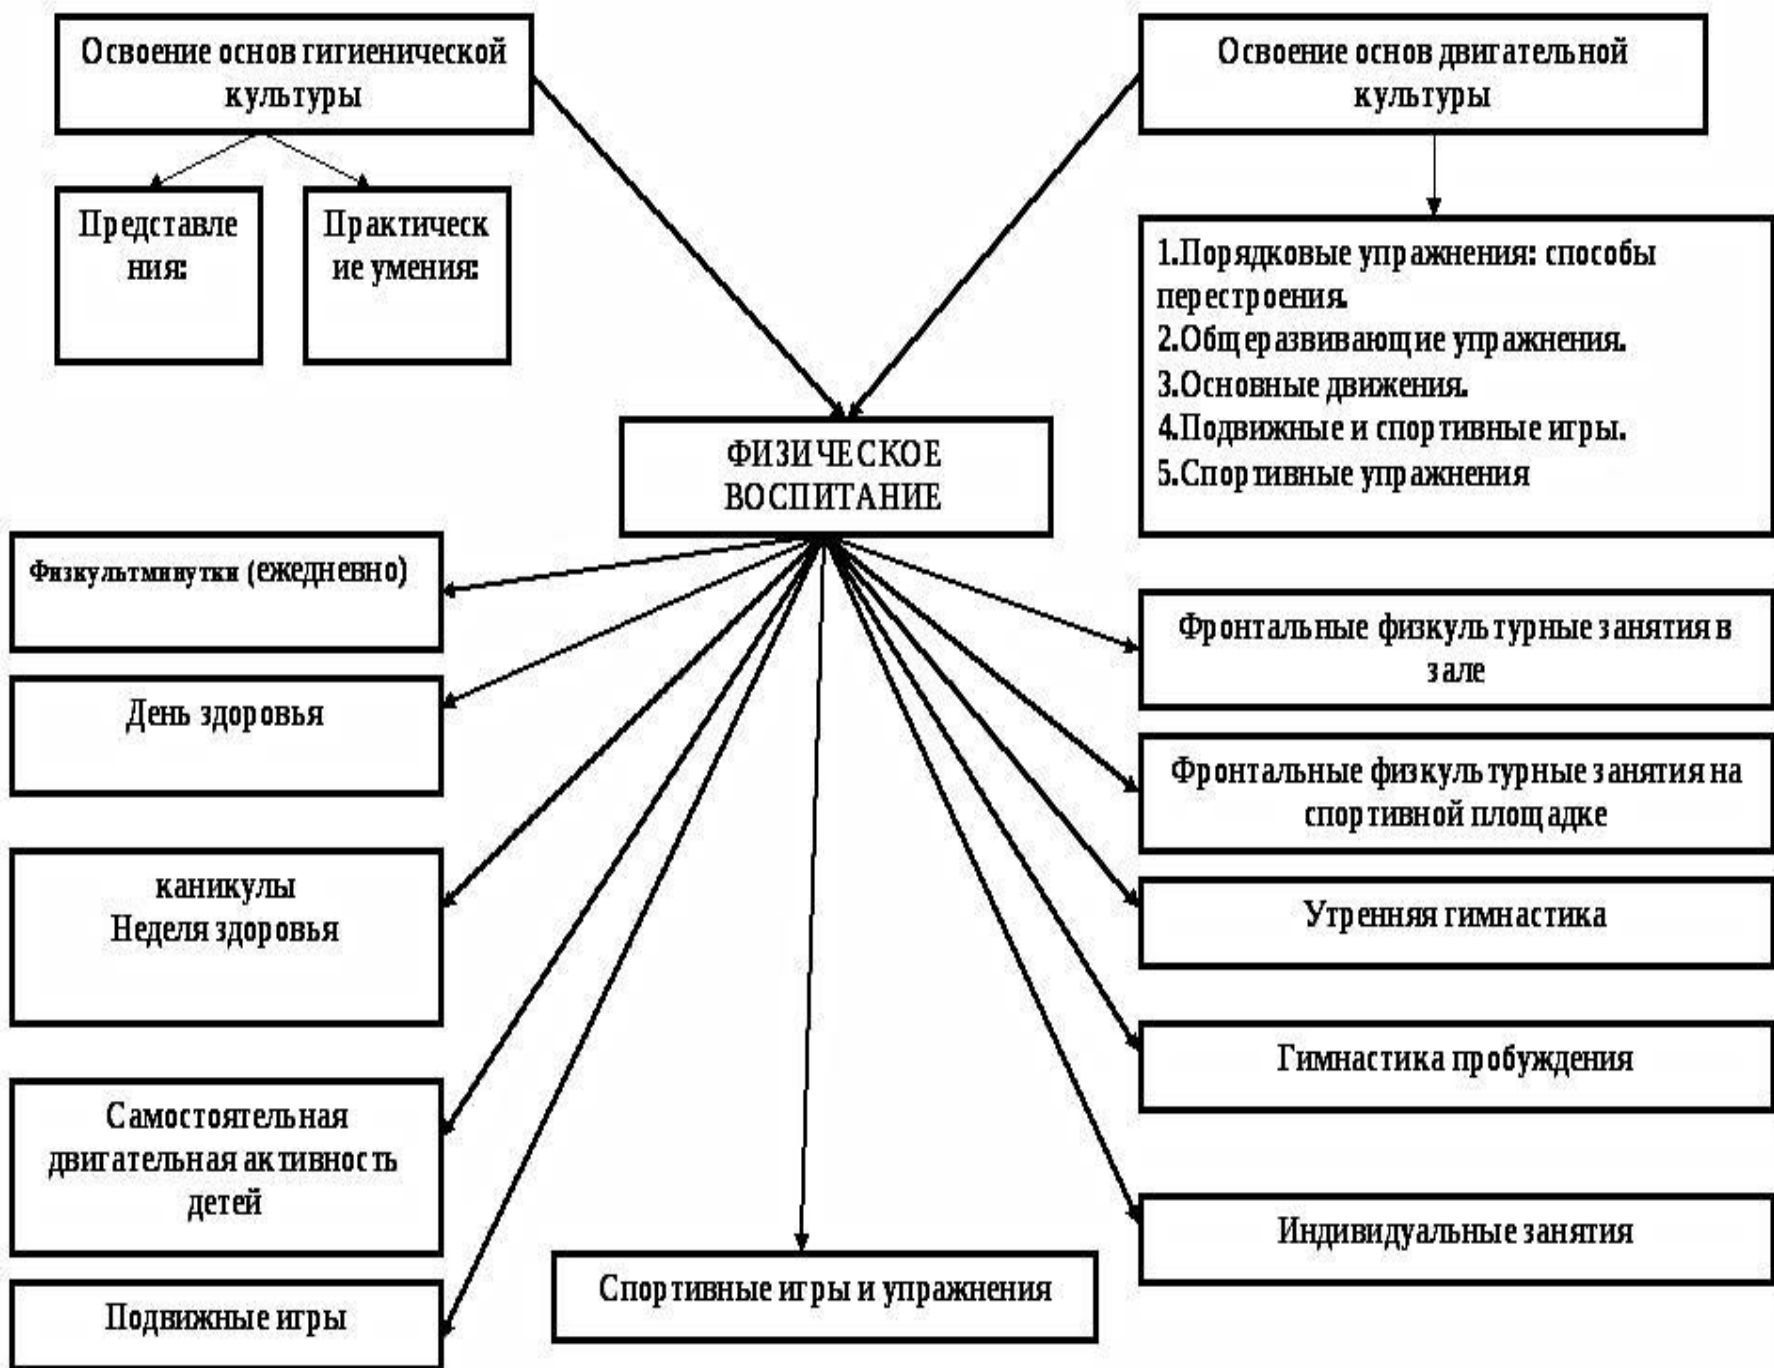 Освоение основ гигиенической
культуры
Освоение основ двигательной
культуры
Представле
ния:
Практическ
ие умения:
1.Порядковые упражнения: способы
перестроения.
2.Общеразвивающие упражнения.
3.Основные движения.
4.Подвижные и спортивные игры.
5.Спортивные упражнения
ФИЗИЧЕСКОЕ
ВОСПИТАНИЕ
Физкультминутки (ежедневно)
День здоровья
каникулы
Неделя здоровья
Самостоятельная
двигательная активность
детей
Подвижные игры
Спортивные игры и упражнения
Фронтальные физкультурные занятия в
зале
Фронтальные физкультурные занятия на
спортивной площадке
Утренняя гимнастика
Гимнастика пробуждения
Индивидуальные занятия